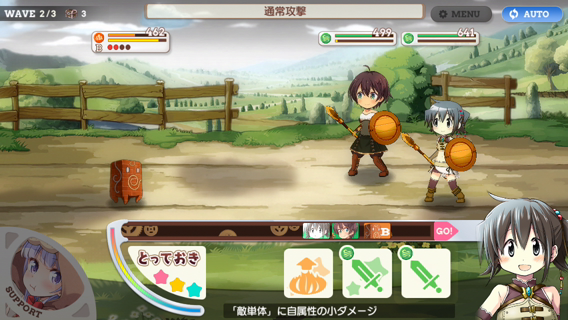 WAVE 2/3 3
通常攻撃
MENU
AUTO
462
B
499
641
B
GO!
とっておき
SUPPORT
「敵単体」に自属性の小ダメージ